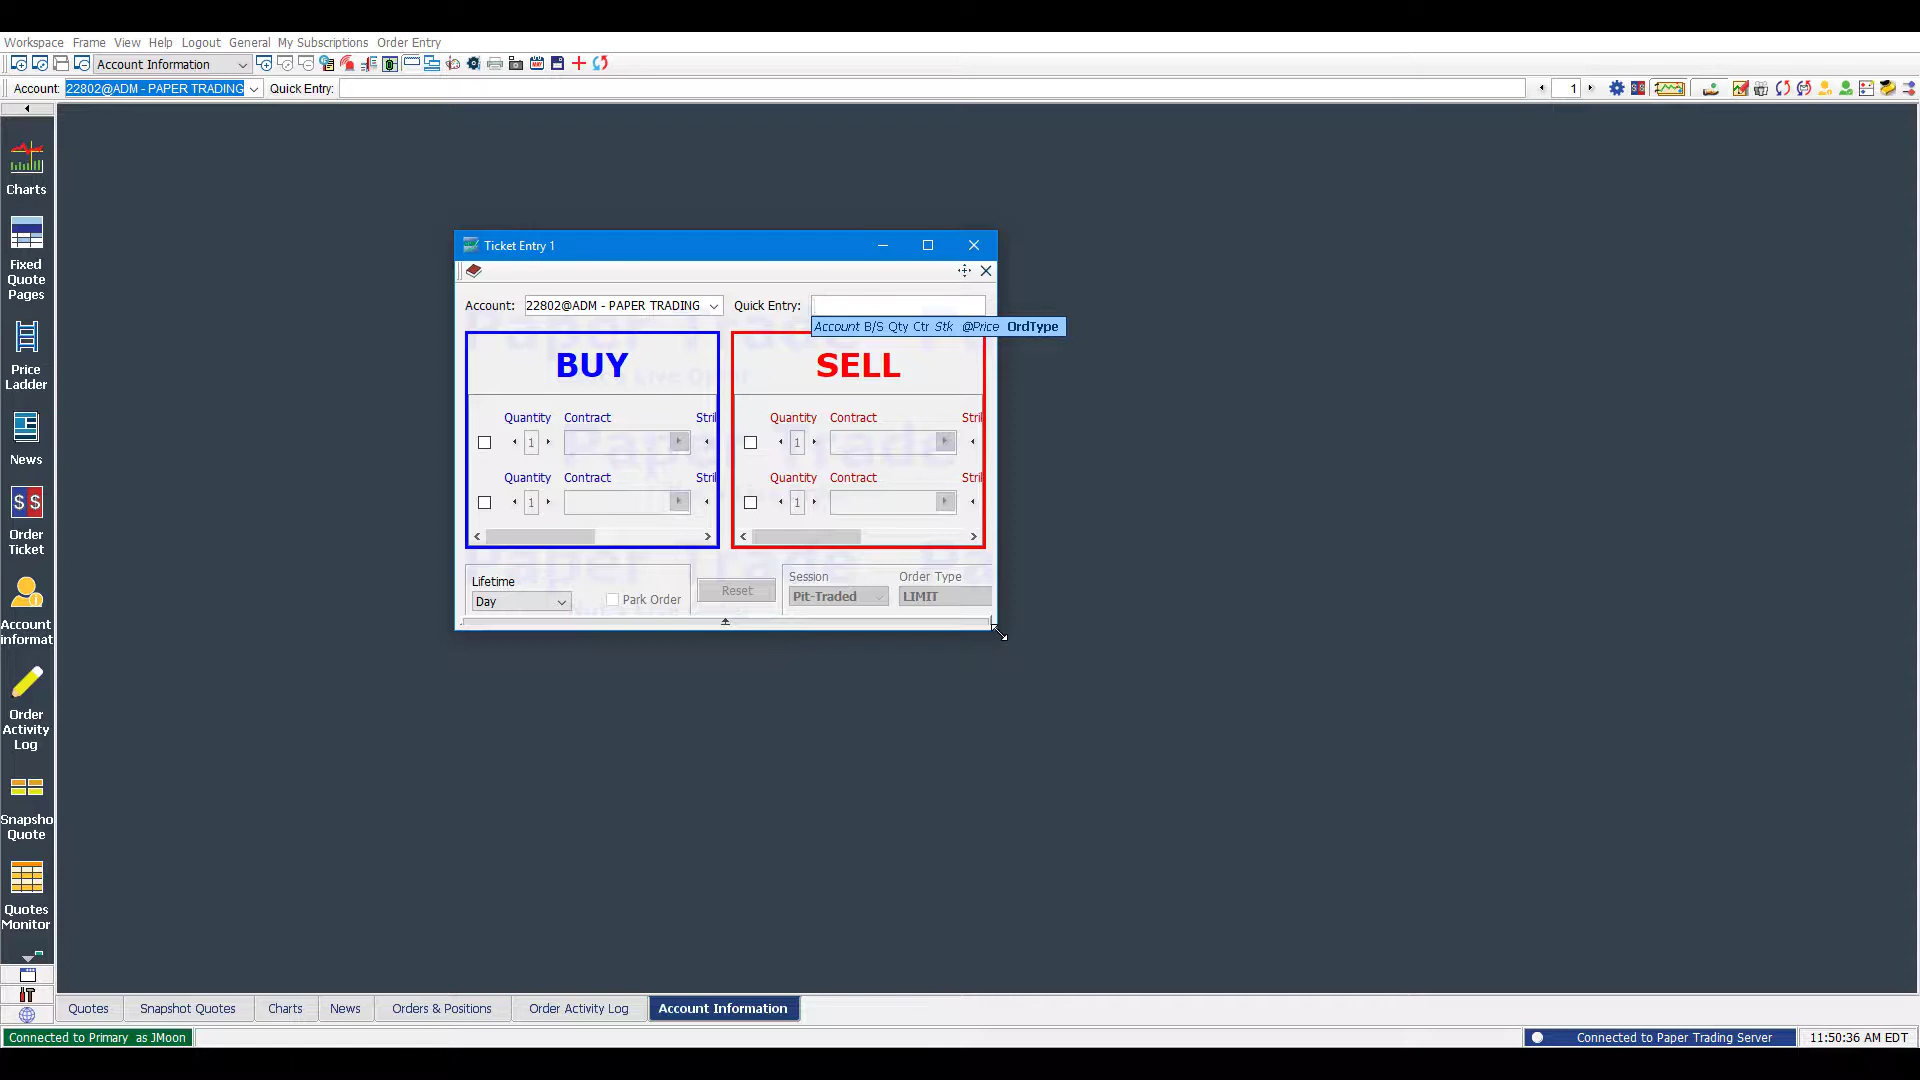 Workspace Frame View Help Logout General My Subscriptions Order Entry
Account Information
Account: 22802@ADM - PAPER TRADING Quick Entry: 1
Charts
Fixed
Quote
Pages
Price
Ladder
News
Order
Ticket
Account
informat
Order
Activity
Log
Snapsho
Quote
Quotes
Monitor
Ticket Entry 1
Account: 22802@ADM - PAPER TRADING Quick Entry:
Account B/S Qty Ctr Stk @Price OrdType
BUY SELL
Quantity Contract Stri Quantity Contract Stri
1 1
Quantity Contract Stri Quantity Contract Stri
1 1
Lifetime Session Order Type
Day Park Order Reset Pit-Traded LIMIT
Paper Trade
Quotes Snapshot Quotes Charts News Orders & Positions Order Activity Log Account Information
Connected to Primary as JMoon Connected to Paper Trading Server 11:50:36 AM EDT